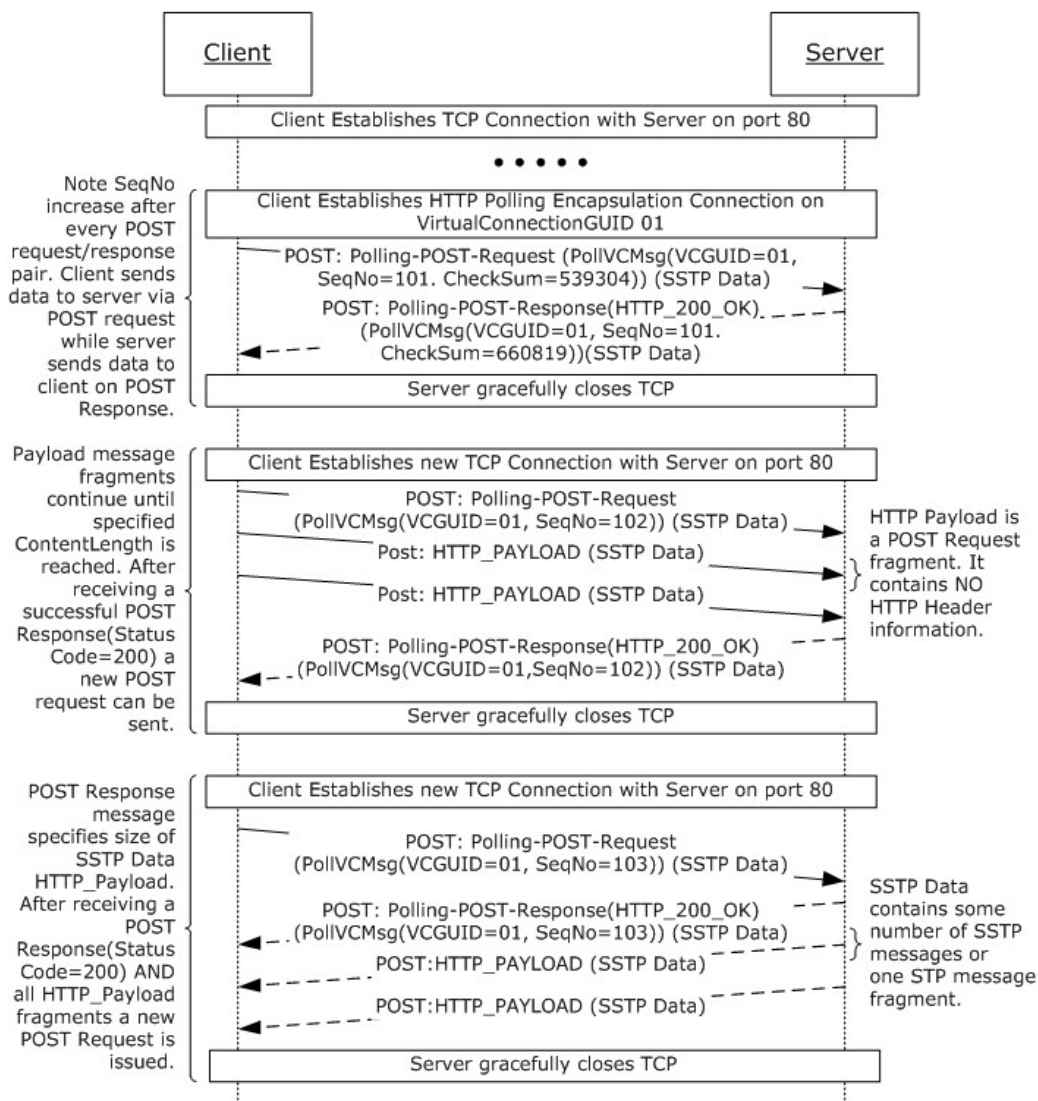 Client
Server
Client Establishes TCP Connection with Server on port 80
Note SeqNo
increase after
every POST
request/response
pair. Client sends
data to server via
POST request
while server
sends data to
client on POST
Response.
Client Establishes HTTP Polling Encapsulation Connection on
VirtualConnectionGUID 01
POST: Polling-POST-Request (PollVCMsg(VCGUID=01,
SeqNo=101. CheckSum=539304)) (SSTP Data)
POST: Polling-POST-Response(HTTP_200_OK)
(PollVCMsg(VCGUID=01, SeqNo=101.
CheckSum=660819))(SSTP Data)
Server gracefully closes TCP
Payload message
fragments
continue until
specified
ContentLength is
reached. After
receiving a
successful POST
Response(Status
Code=200) a
new POST
request can be
sent.
Client Establishes new TCP Connection with Server on port 80
POST: Polling-POST-Request
(PollVCMsg(VCGUID=01, SeqNo=102)) (SSTP Data)
Post: HTTP_PAYLOAD (SSTP Data)
Post: HTTP_PAYLOAD (SSTP Data)
POST: Polling-POST-Response(HTTP_200_OK)
(PollVCMsg(VCGUID=01,SeqNo=102)) (SSTP Data)
HTTP Payload is
a POST Request
fragment. It
contains NO
HTTP Header
information.
Server gracefully closes TCP
POST Response
message
specifies size of
SSTP Data
HTTP_Payload.
After receiving a
POST
Response(Status
Code=200) AND
all HTTP_Payload
fragments a new
POST Request is
issued.
Client Establishes new TCP Connection with Server on port 80
POST: Polling-POST-Request
(PollVCMsg(VCGUID=01, SeqNo=103)) (SSTP Data)
POST: Polling-POST-Response(HTTP_200_OK)
(PollVCMsg(VCGUID=01, SeqNo=103)) (SSTP Data)
POST:HTTP_PAYLOAD (SSTP Data)
POST:HTTP_PAYLOAD (SSTP Data)
SSTP Data
contains some
number of SSTP
messages or
one STP message
fragment.
Server gracefully closes TCP